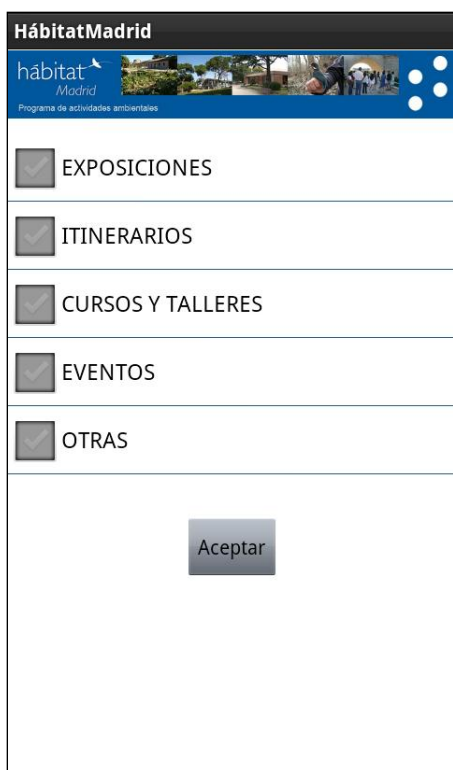 HábitatMadrid
hábitat
Madrid
Programa de actividades ambientales
EXPOSICIONES
ITINERARIOS
CURSOS Y TALLERES
EVENTOS
OTRAS
Aceptar